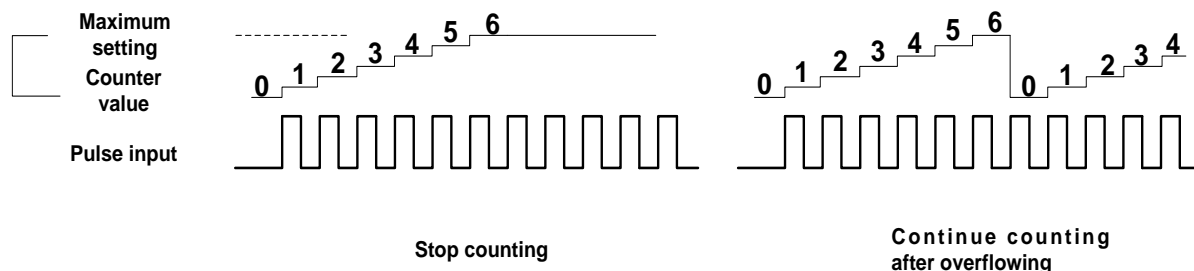 Maximum
setting
Counter
value
Pulse input
0 1 2 3 4 5 6
0 1 2 3 4 5 6 0 1 2 3 4
Stop counting
Continue counting
after overflowing